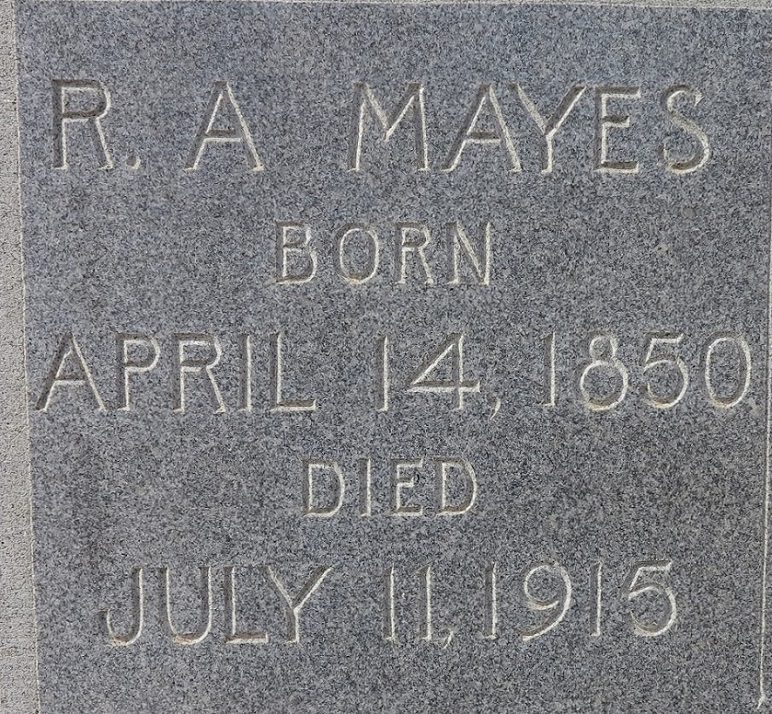 R. A MAYES
BORN
APRIL 14, 1850
DIED
JULY 11, 1915